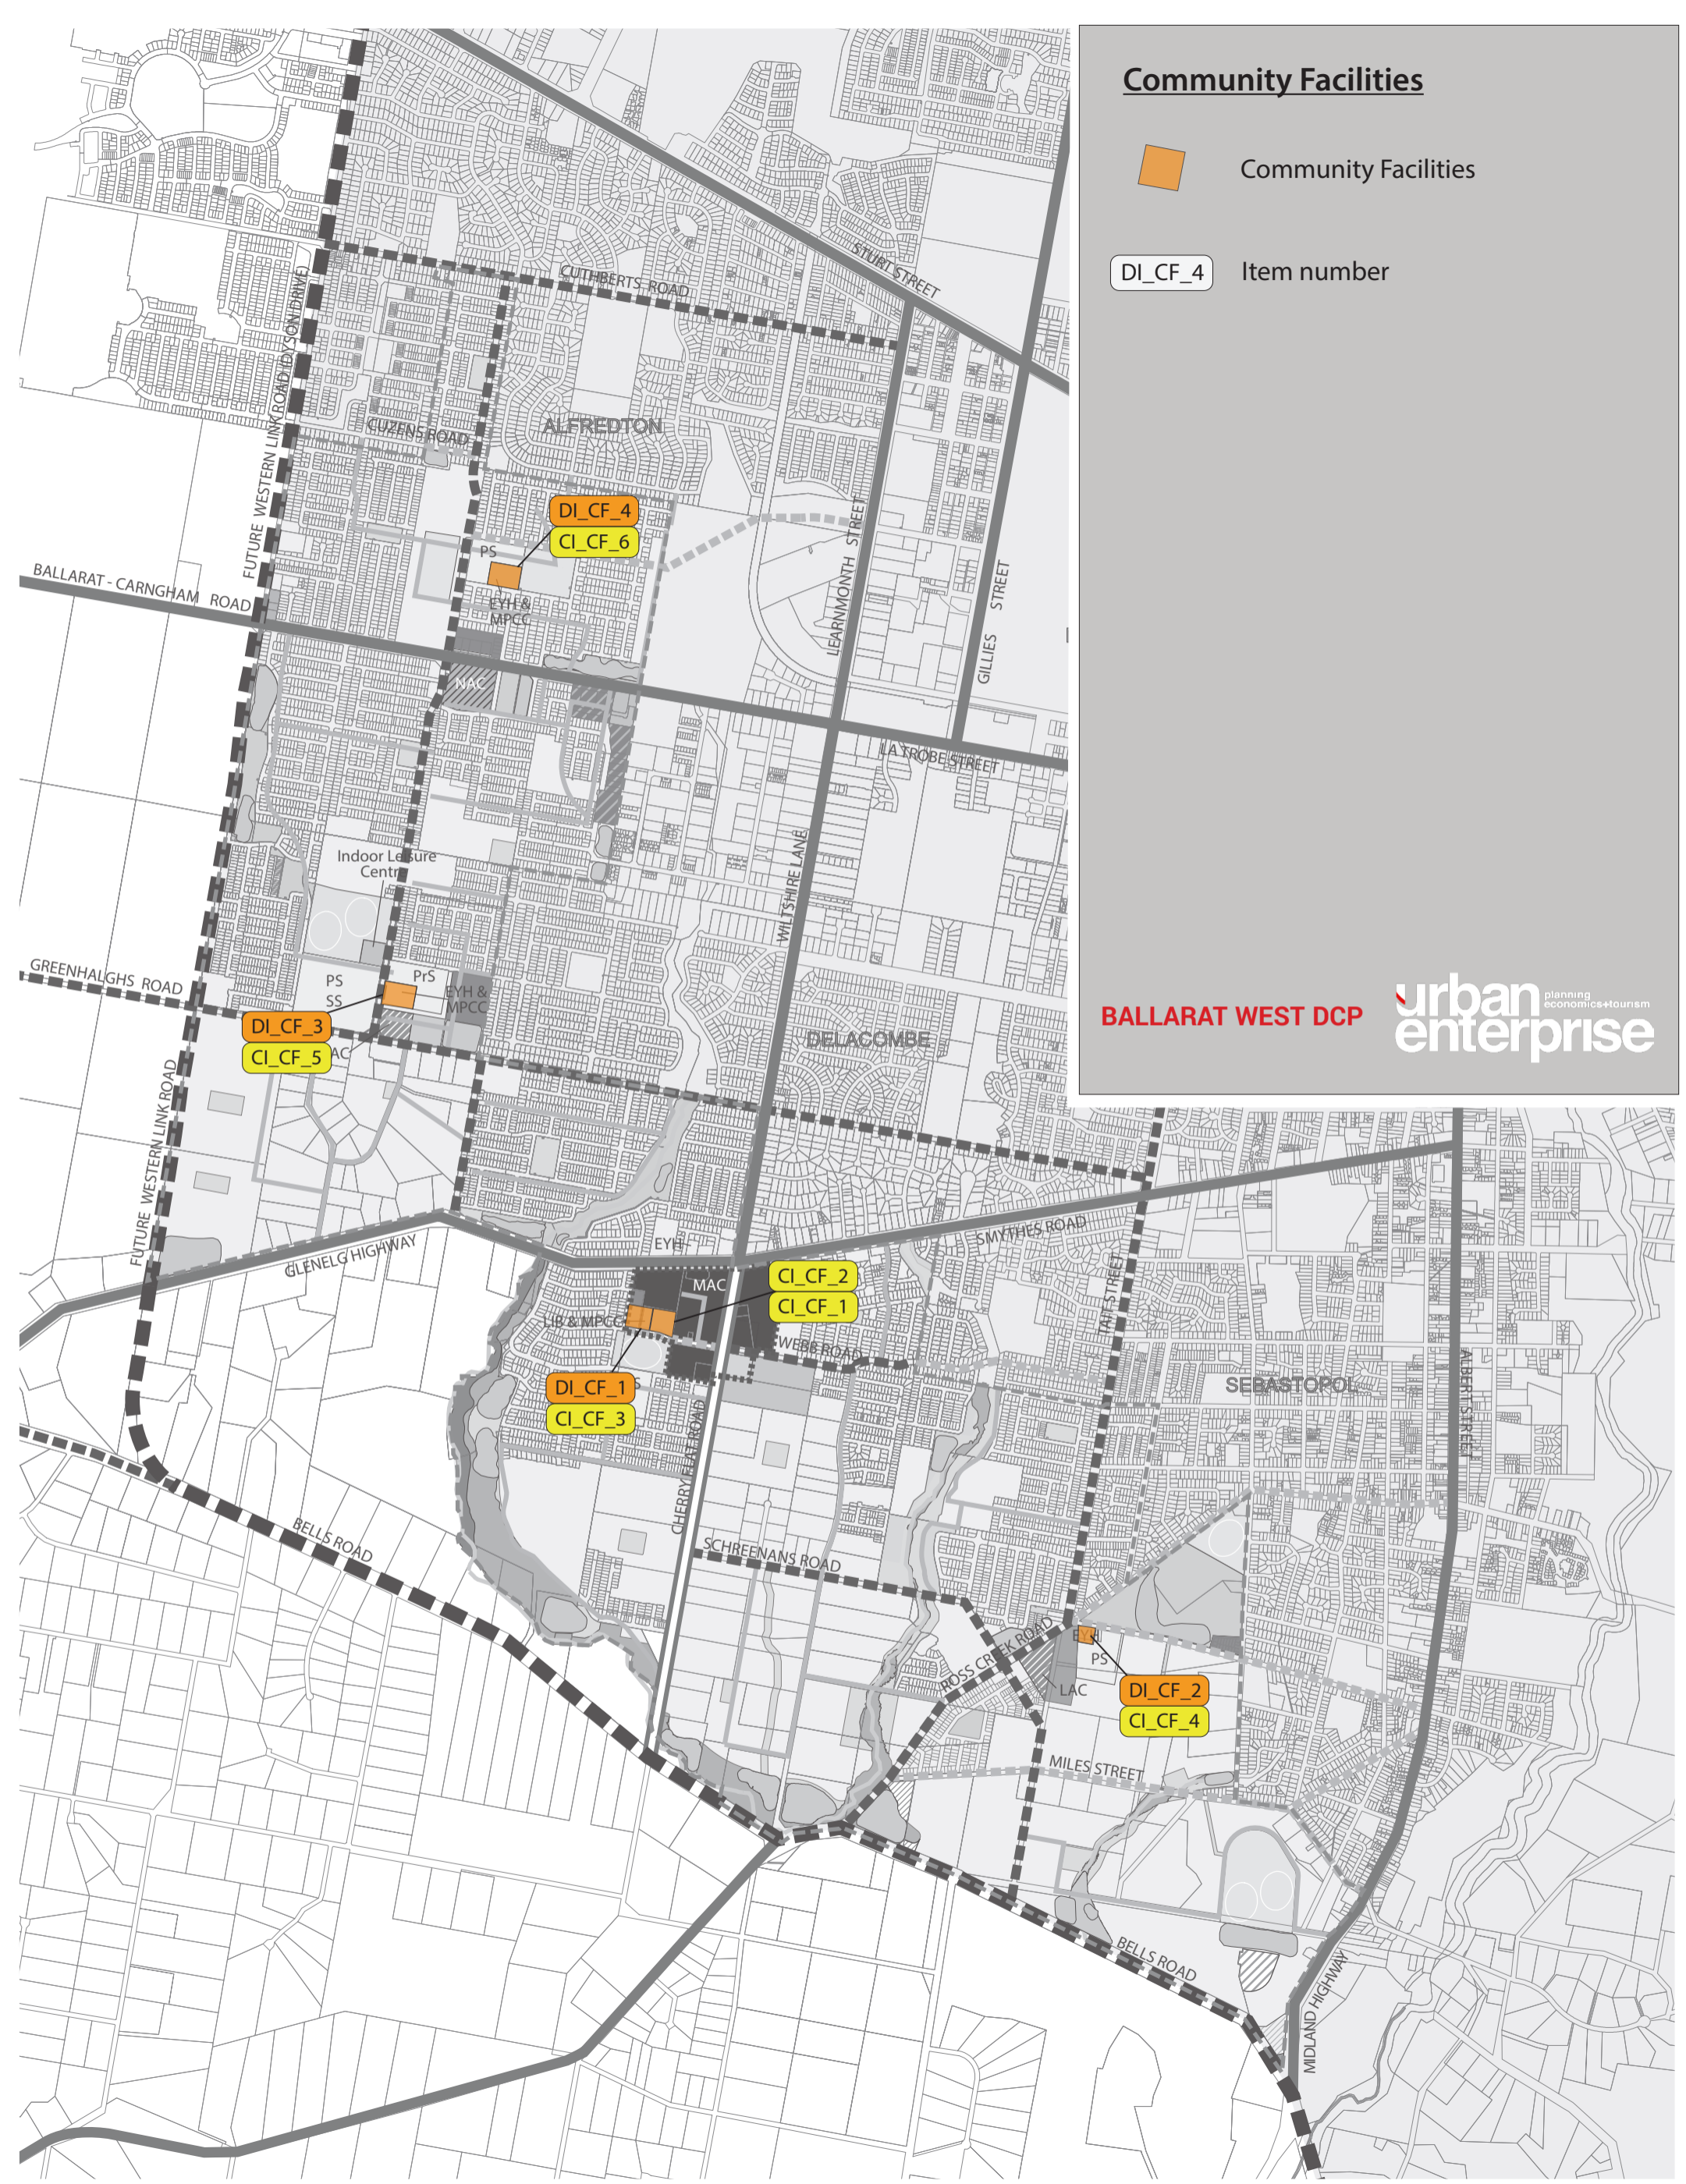 Community Facilities
Community Facilities
DI_CF_4
Item number
BALLARAT WEST DCP
urban
enterprise
planning
economics+tourism
STURT STREET
CUTHBERTS ROAD
FUTURE WESTERN LINK ROAD (DYSON DRIVE)
CUZENS ROAD
ALFREDTON
DI_CF_4
CI_CF_6
PS
EYH &
MPCC
LEARNMONTH STREET
GILLIES STREET
BALLARAT - CARNGHAM ROAD
NAC
LA TROBE STREET
WILTSHIRE LANE
Indoor Leisure
Centr
GREENHALGHS ROAD
PS
SS
PrS
EYH &
MPCC
DI_CF_3
CI_CF_5
AC
DELACOMBE
FUTURE WESTERN LINK ROAD
GLENELG HIGHWAY
EYH
SMYTHES ROAD
MAC
CI_CF_2
CI_CF_1
LIB & MPCC
WEBB ROAD
TAIT STREET
DI_CF_1
CI_CF_3
S
SEBASTOPOL
ALBERT STREET
CHERRY FLAT ROAD
BELLS ROAD
SCHREENANS ROAD
ROSS CREEK ROAD
EYH
PS
LAC
DI_CF_2
CI_CF_4
MILES STREET
BELLS ROAD
MIDLAND HIGHWAY